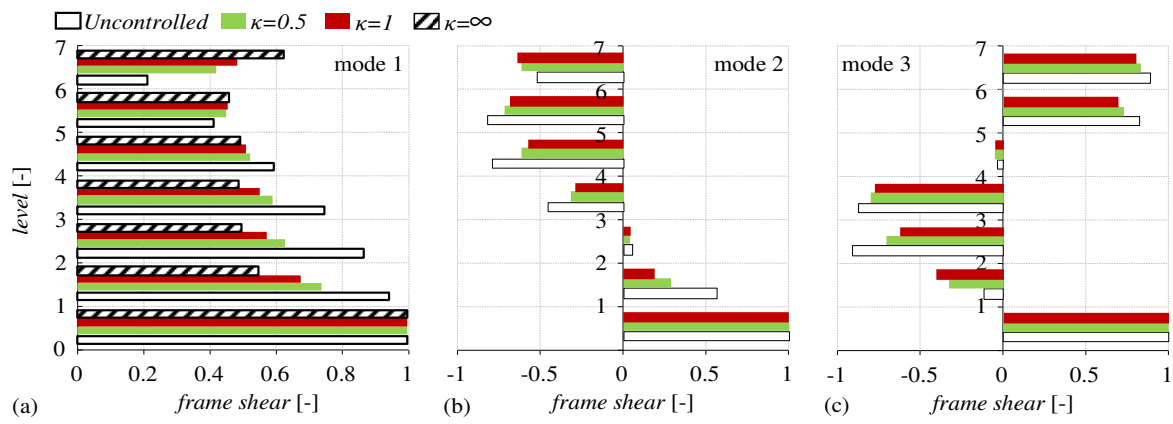 Uncontrolled κ=0.5 κ=1 κ=∞
level [-]
7
6
5
4
3
2
1
0
mode 1
0 0.2 0.4 0.6 0.8 1
(a) frame shear [-]
mode 2
7
6
5
4
3
2
1
-1 -0.5 0 0.5 1
(b) frame shear [-]
mode 3
7
6
5
4
3
2
1
-1 -0.5 0 0.5 1
(c) frame shear [-]